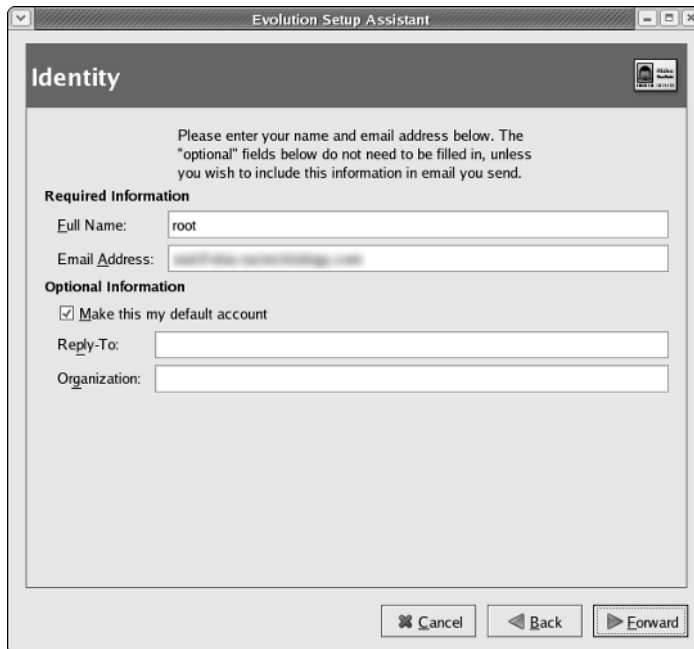 Evolution Setup Assistant
Identity
Please enter your name and email address below. The
"optional" fields below do not need to be filled in, unless
you wish to include this information in email you send.
Required Information
Full Name: root
Email Address:
Optional Information
Make this my default account
Reply-To:
Organization:
Cancel Back Forward